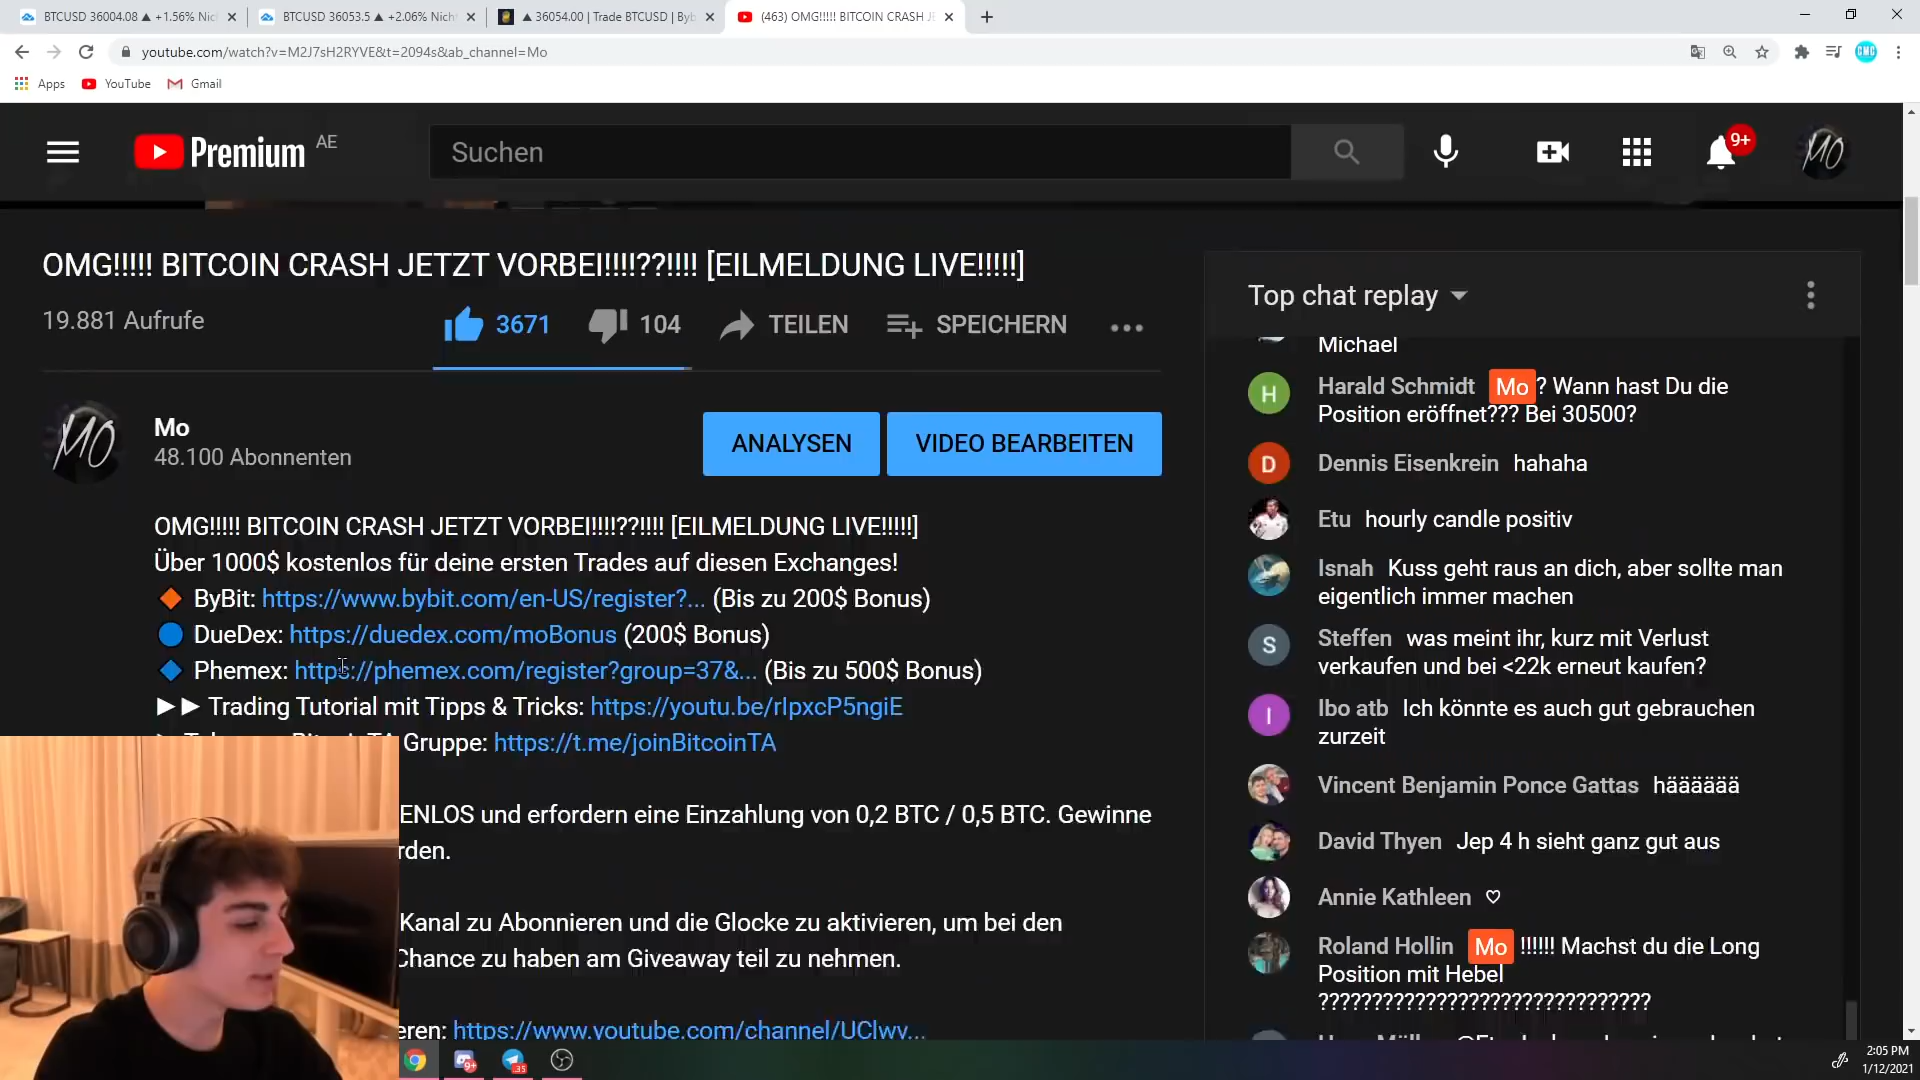 BTCUSD 36004.08 ▲ +1.56%
BTCUSD 36053.5 ▲ +2.06%
▲ 36054.00 | Trade BTCUSD | Byb
(463) OMG!!!!! BITCOIN CRASH
youtube.com/watch?v=M2J7sH2RYVE&t=2094s&ab_channel=Mo
CMC
Apps
YouTube
Gmail
Premium AE
Suchen
9+
MO
OMG!!!!! BITCOIN CRASH JETZT VORBEI!!!!??!!!! [EILMELDUNG LIVE!!!!!]
19.881 Aufrufe
3671
104
TEILEN
SPEICHERN
MO
Mo
48.100 Abonnenten
ANALYSEN
VIDEO BEARBEITEN
OMG!!!!! BITCOIN CRASH JETZT VORBEI!!!!??!!!! [EILMELDUNG LIVE!!!!!]
Über 1000$ kostenlos für deine ersten Trades auf diesen Exchanges!
ByBit: https://www.bybit.com/en-US/register?... (Bis zu 200$ Bonus)
DueDex: https://duedex.com/moBonus (200$ Bonus)
Phemex: https://phemex.com/register?group=37&... (Bis zu 500$ Bonus)
►► Trading Tutorial mit Tipps & Tricks: https://youtu.be/rIpxcP5ngiE
Gruppe: https://t.me/joinBitcoinTA
ENLOS und erfordern eine Einzahlung von 0,2 BTC / 0,5 BTC. Gewinne
rden.
Kanal zu Abonnieren und die Glocke zu aktivieren, um bei den
Chance zu haben am Giveaway teil zu nehmen.
eren: https://www.youtube.com/channel/UClwv...
Top chat replay
Michael
H
Harald Schmidt Mo? Wann hast Du die
Position eröffnet??? Bei 30500?
D
Dennis Eisenkrein hahaha
Etu hourly candle positiv
Isnah Kuss geht raus an dich, aber sollte man
eigentlich immer machen
S
Steffen was meint ihr, kurz mit Verlust
verkaufen und bei <22k erneut kaufen?
I
Ibo atb Ich könnte es auch gut gebrauchen
zurzeit
Vincent Benjamin Ponce Gattas häääääää
David Thyen Jep 4 h sieht ganz gut aus
Annie Kathleen ♡
Roland Hollin Mo !!!!!! Machst du die Long
Position mit Hebel
???????????????????????????????
9+
35
2:05 PM
1/12/2021